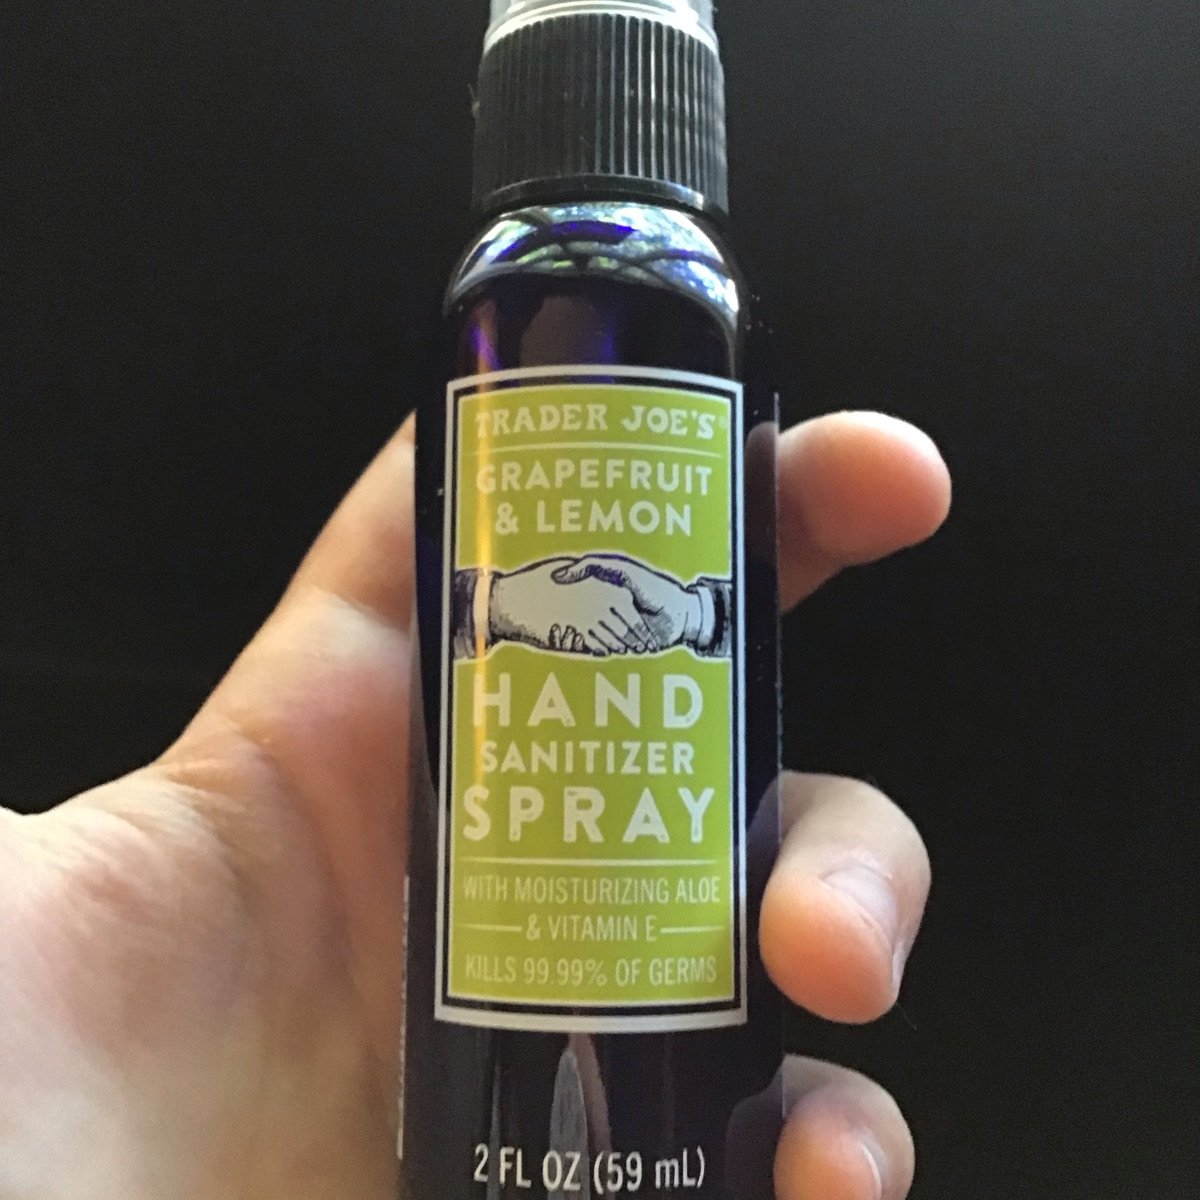 TRADER JOE'S®
GRAPEFRUIT
& LEMON
HAND
SANITIZER
SPRAY
WITH MOISTURIZING ALOE
& VITAMIN E
KILLS 99.99% OF GERMS
2 FL OZ (59 mL)